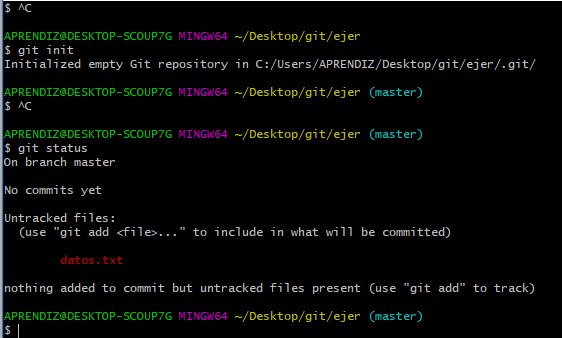 $ ^C
APRENDIZ@DESKTOP-SCOUP7G MINGW64 ~/Desktop/git/ejer
$ git init
Initialized empty Git repository in C:/Users/APRENDIZ/Desktop/git/ejer/.git/
APRENDIZ@DESKTOP-SCOUP7G MINGW64 ~/Desktop/git/ejer (master)
$ ^C
APRENDIZ@DESKTOP-SCOUP7G MINGW64 ~/Desktop/git/ejer (master)
$ git status
On branch master
No commits yet
Untracked files:
(use "git add <file>..." to include in what will be committed)
datos.txt
nothing added to commit but untracked files present (use "git add" to track)
APRENDIZ@DESKTOP-SCOUP7G MINGW64 ~/Desktop/git/ejer (master)
$